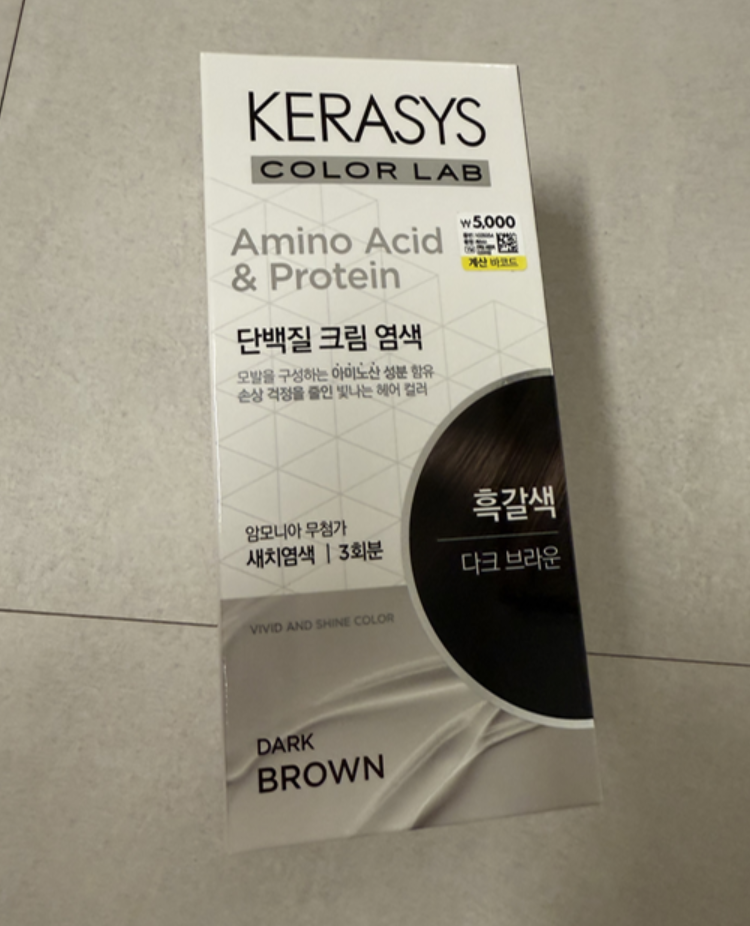 KERASYS
COLOR LAB
Amino Acid
& Protein
₩5,000
계산 바코드
단백질 크림 염색
모발을 구성하는 아미노산 성분 함유
손상 걱정을 줄인 빛나는 헤어 컬러
흑갈색
다크 브라운
암모니아 무첨가
새치염색 | 3회분
VIVID AND SHINE COLOR
DARK
BROWN